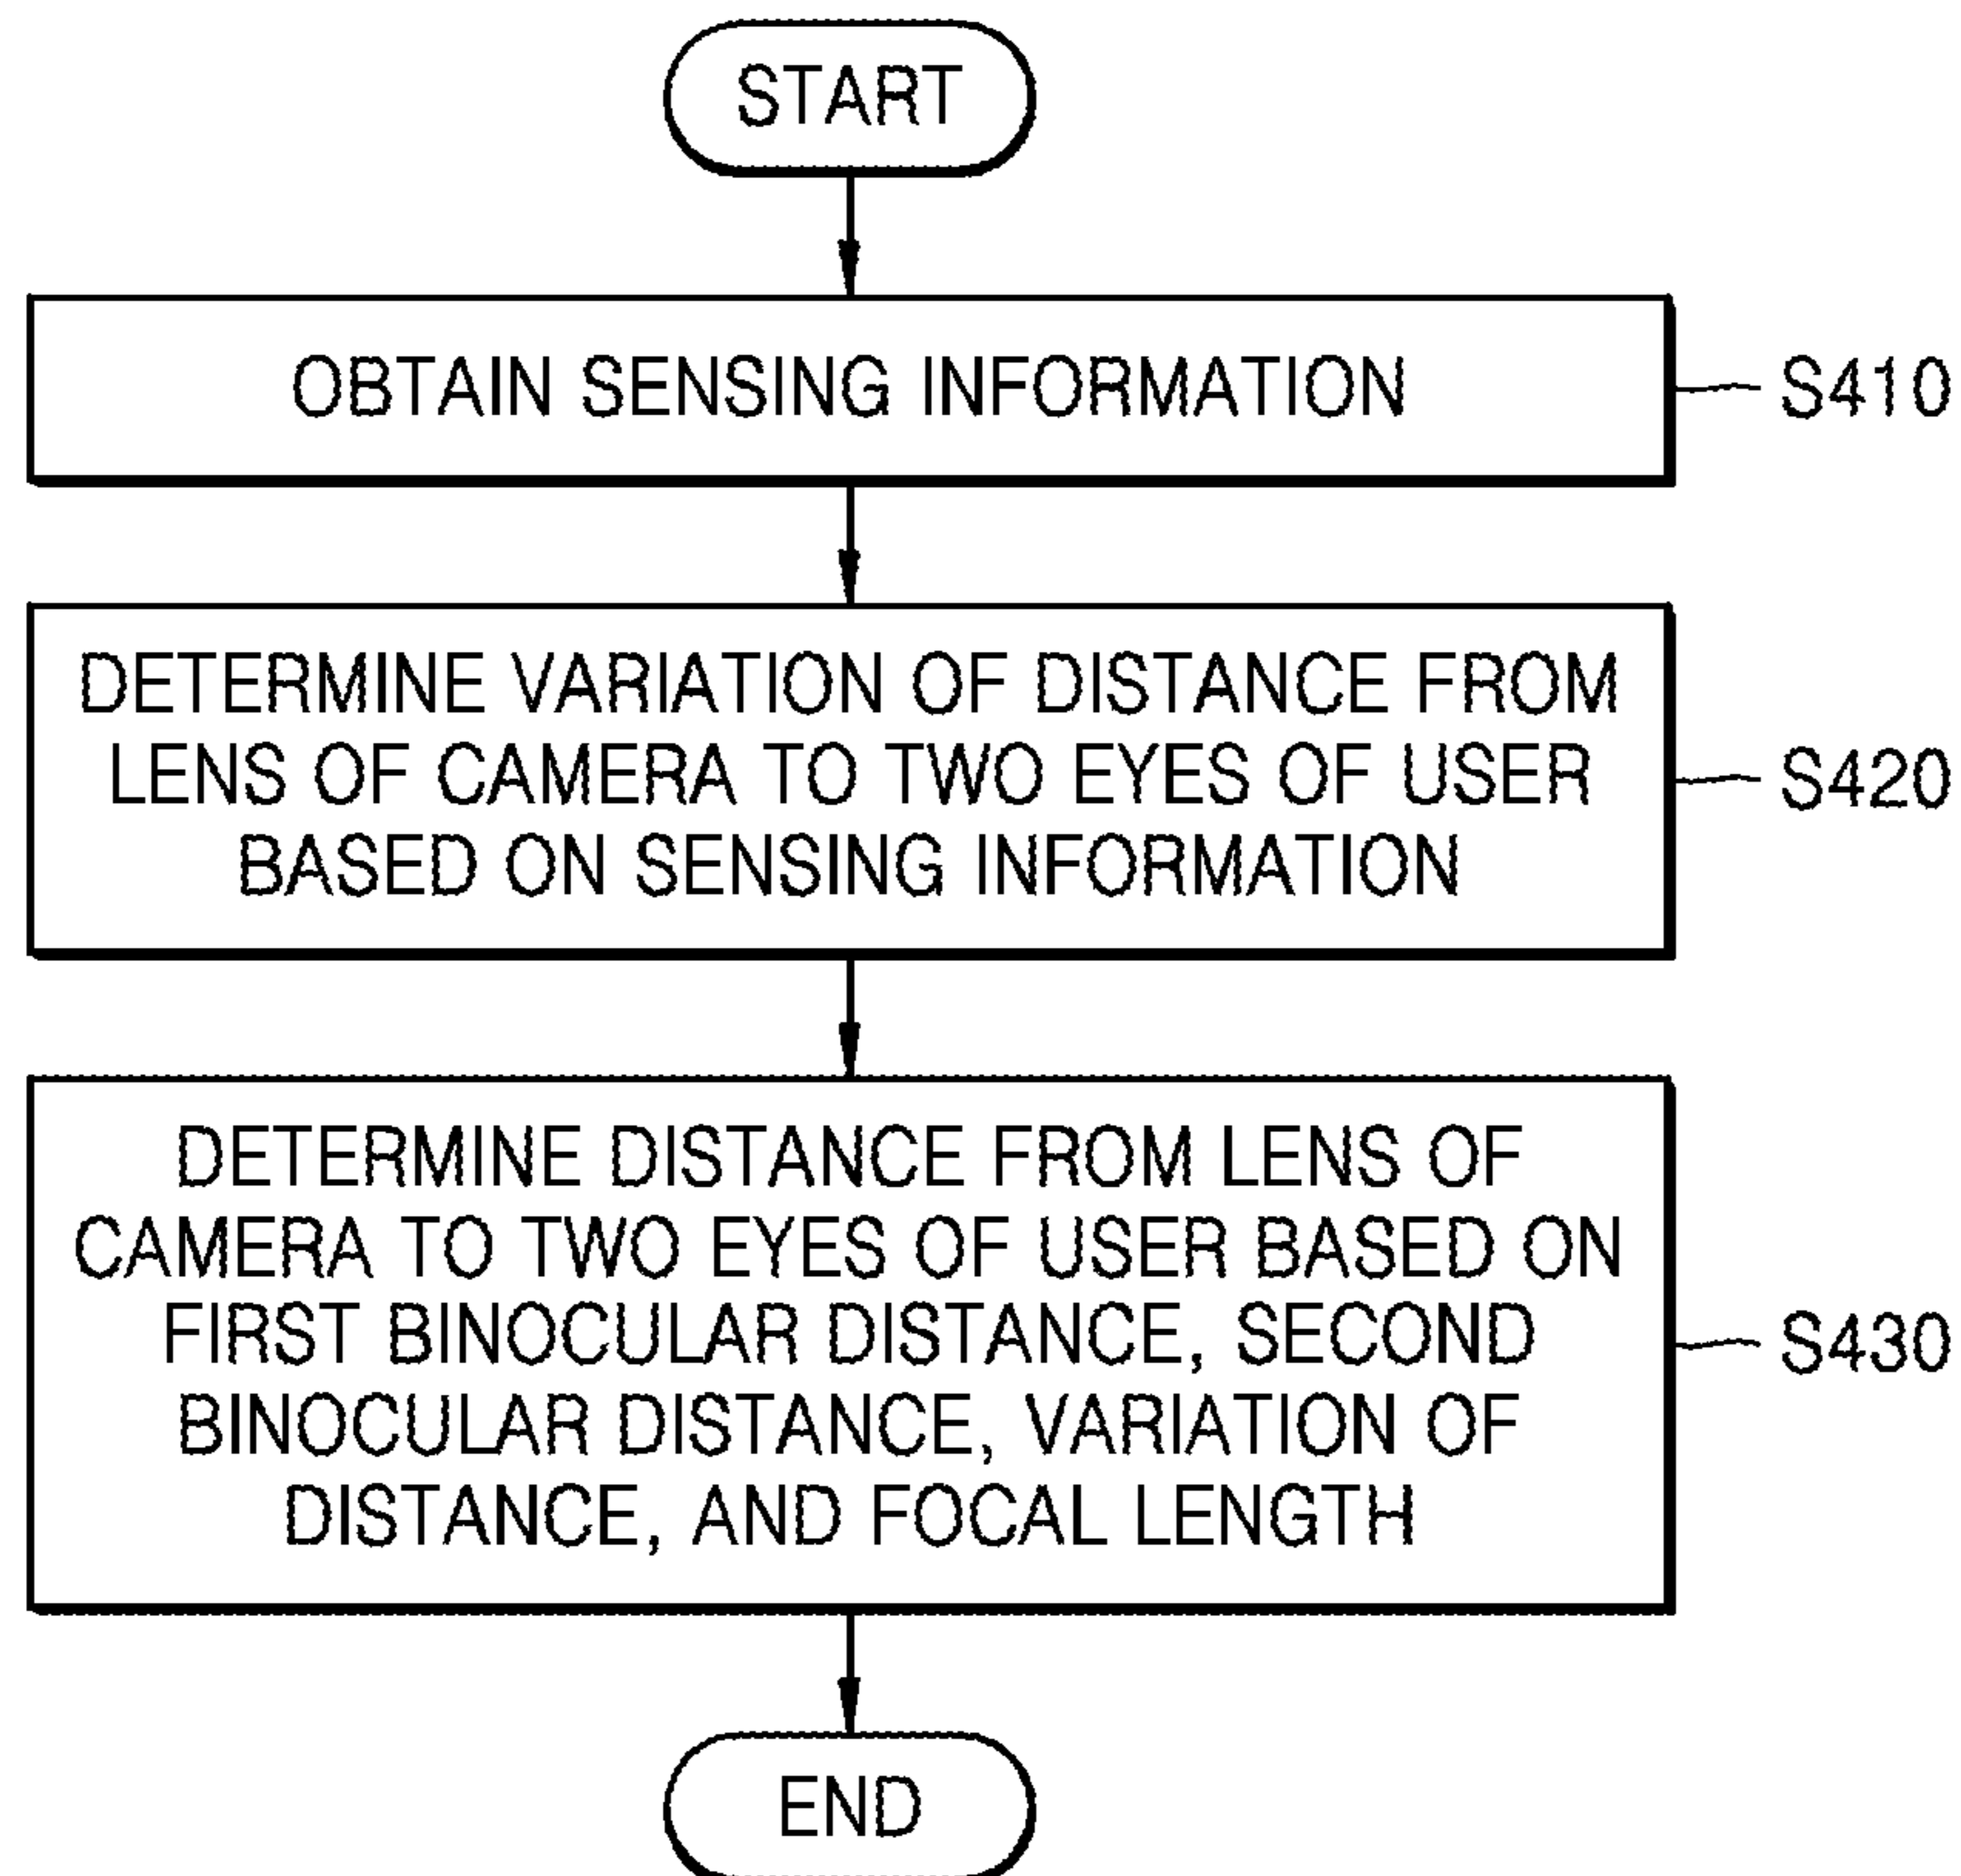 START
OBTAIN SENSING INFORMATION
S410
DETERMINE VARIATION OF DISTANCE FROM
LENS OF CAMERA TO TWO EYES OF USER
BASED ON SENSING INFORMATION
S420
DETERMINE DISTANCE FROM LENS OF
CAMERA TO TWO EYES OF USER BASED ON
FIRST BINOCULAR DISTANCE, SECOND
BINOCULAR DISTANCE, VARIATION OF
DISTANCE, AND FOCAL LENGTH
S430
END